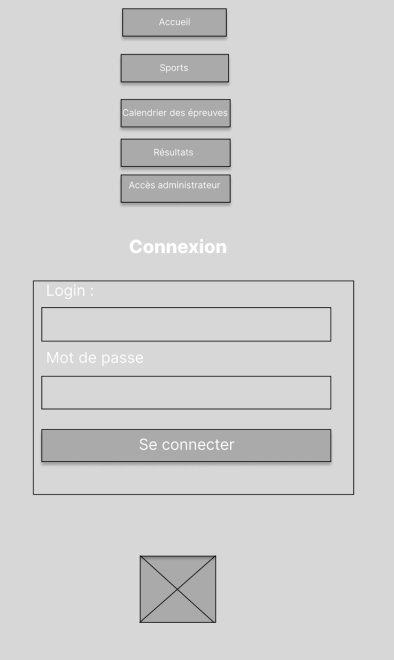 Accueil
Sports
Calendrier des épreuves
Résultats
Accès administrateur
Connexion
Login :
Mot de passe
Se connecter